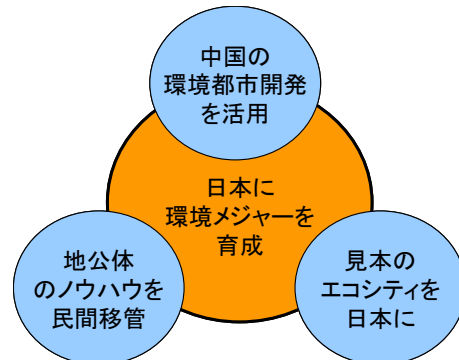 中国の
環境都市開発
を活用
日本に
環境メジャーを
育成
地公体
のノウハウを
民間移管
見本の
エコシティを
日本に